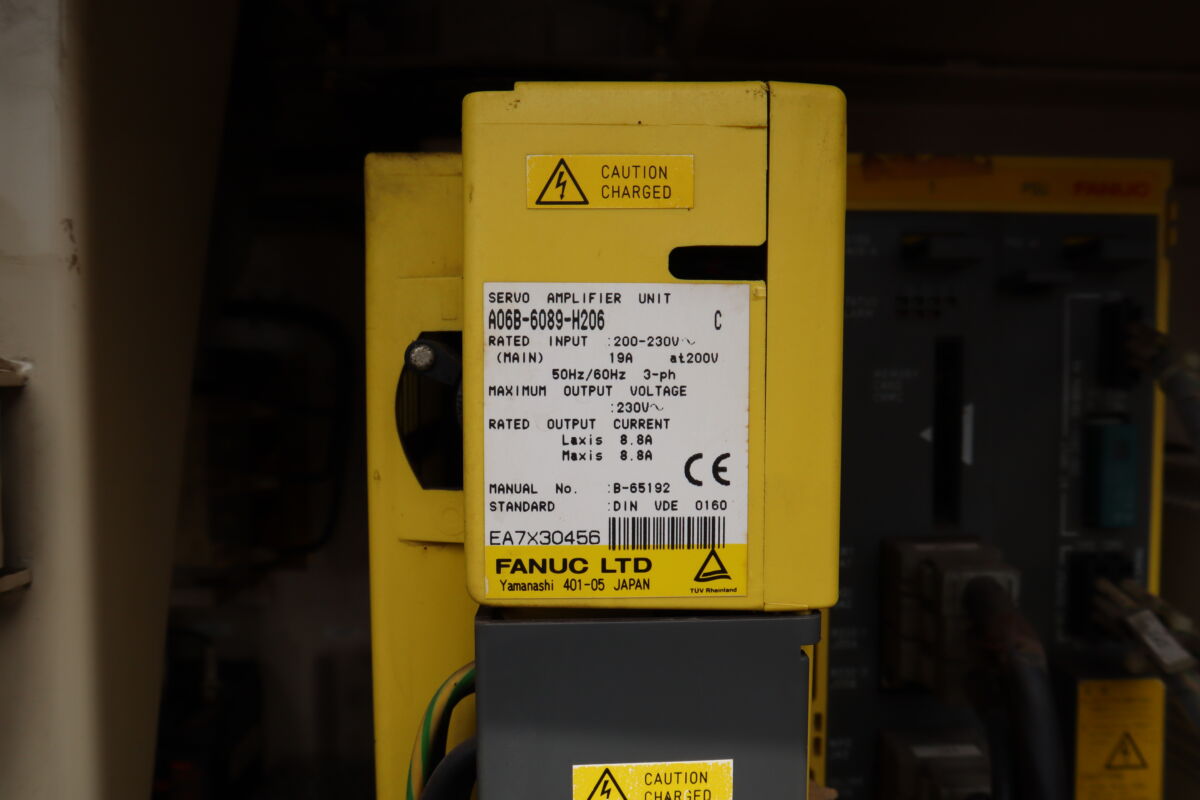 CAUTION
CHARGED
SERVO AMPLIFIER UNIT
A06B-6089-H206 C
RATED INPUT :200-230V~
(MAIN) 19A at200V
50Hz/60Hz 3-ph
MAXIMUM OUTPUT VOLTAGE
:230V~
RATED OUTPUT CURRENT
Laxis 8.8A
Maxis 8.8A
CE
MANUAL No. :B-65192
STANDARD :DIN VDE 0160
EA7X30456
FANUC LTD
Yamanashi 401-05 JAPAN
TÜV Rheinland
CAUTION
CHARGED
FANUC
MEMORY
CARD